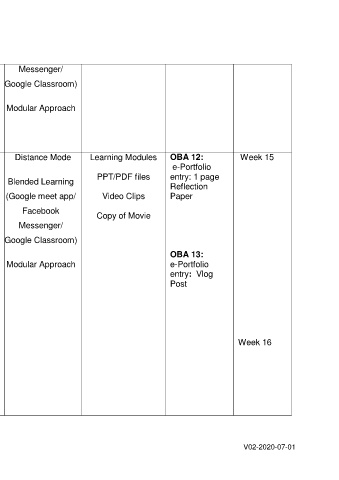 Messenger/
Google Classroom)
Modular Approach
Distance Mode
Blended Learning
(Google meet app/
Facebook
Messenger/
Google Classroom)
Modular Approach
Learning Modules
PPT/PDF files
Video Clips
Copy of Movie
OBA 12:
e-Portfolio
entry: 1 page
Reflection
Paper
OBA 13:
e-Portfolio
entry: Vlog
Post
Week 15
Week 16
V02-2020-07-01